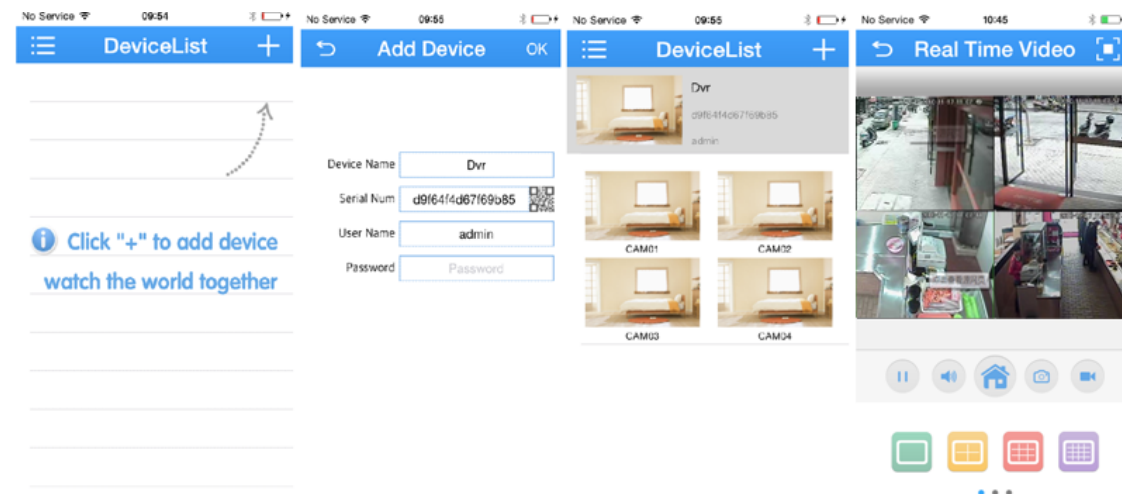 No Service
09:54
DeviceList
Click "+" to add device
watch the world together
No Service
09:55
Add Device
OK
Device Name
Dvr
Serial Num
d9f64f4d67f69b85
User Name
admin
Password
Password
No Service
09:55
DeviceList
Dvr
d9f64f4d67f69b85
admin
CAM01
CAM02
CAM03
CAM04
No Service
10:45
Real Time Video